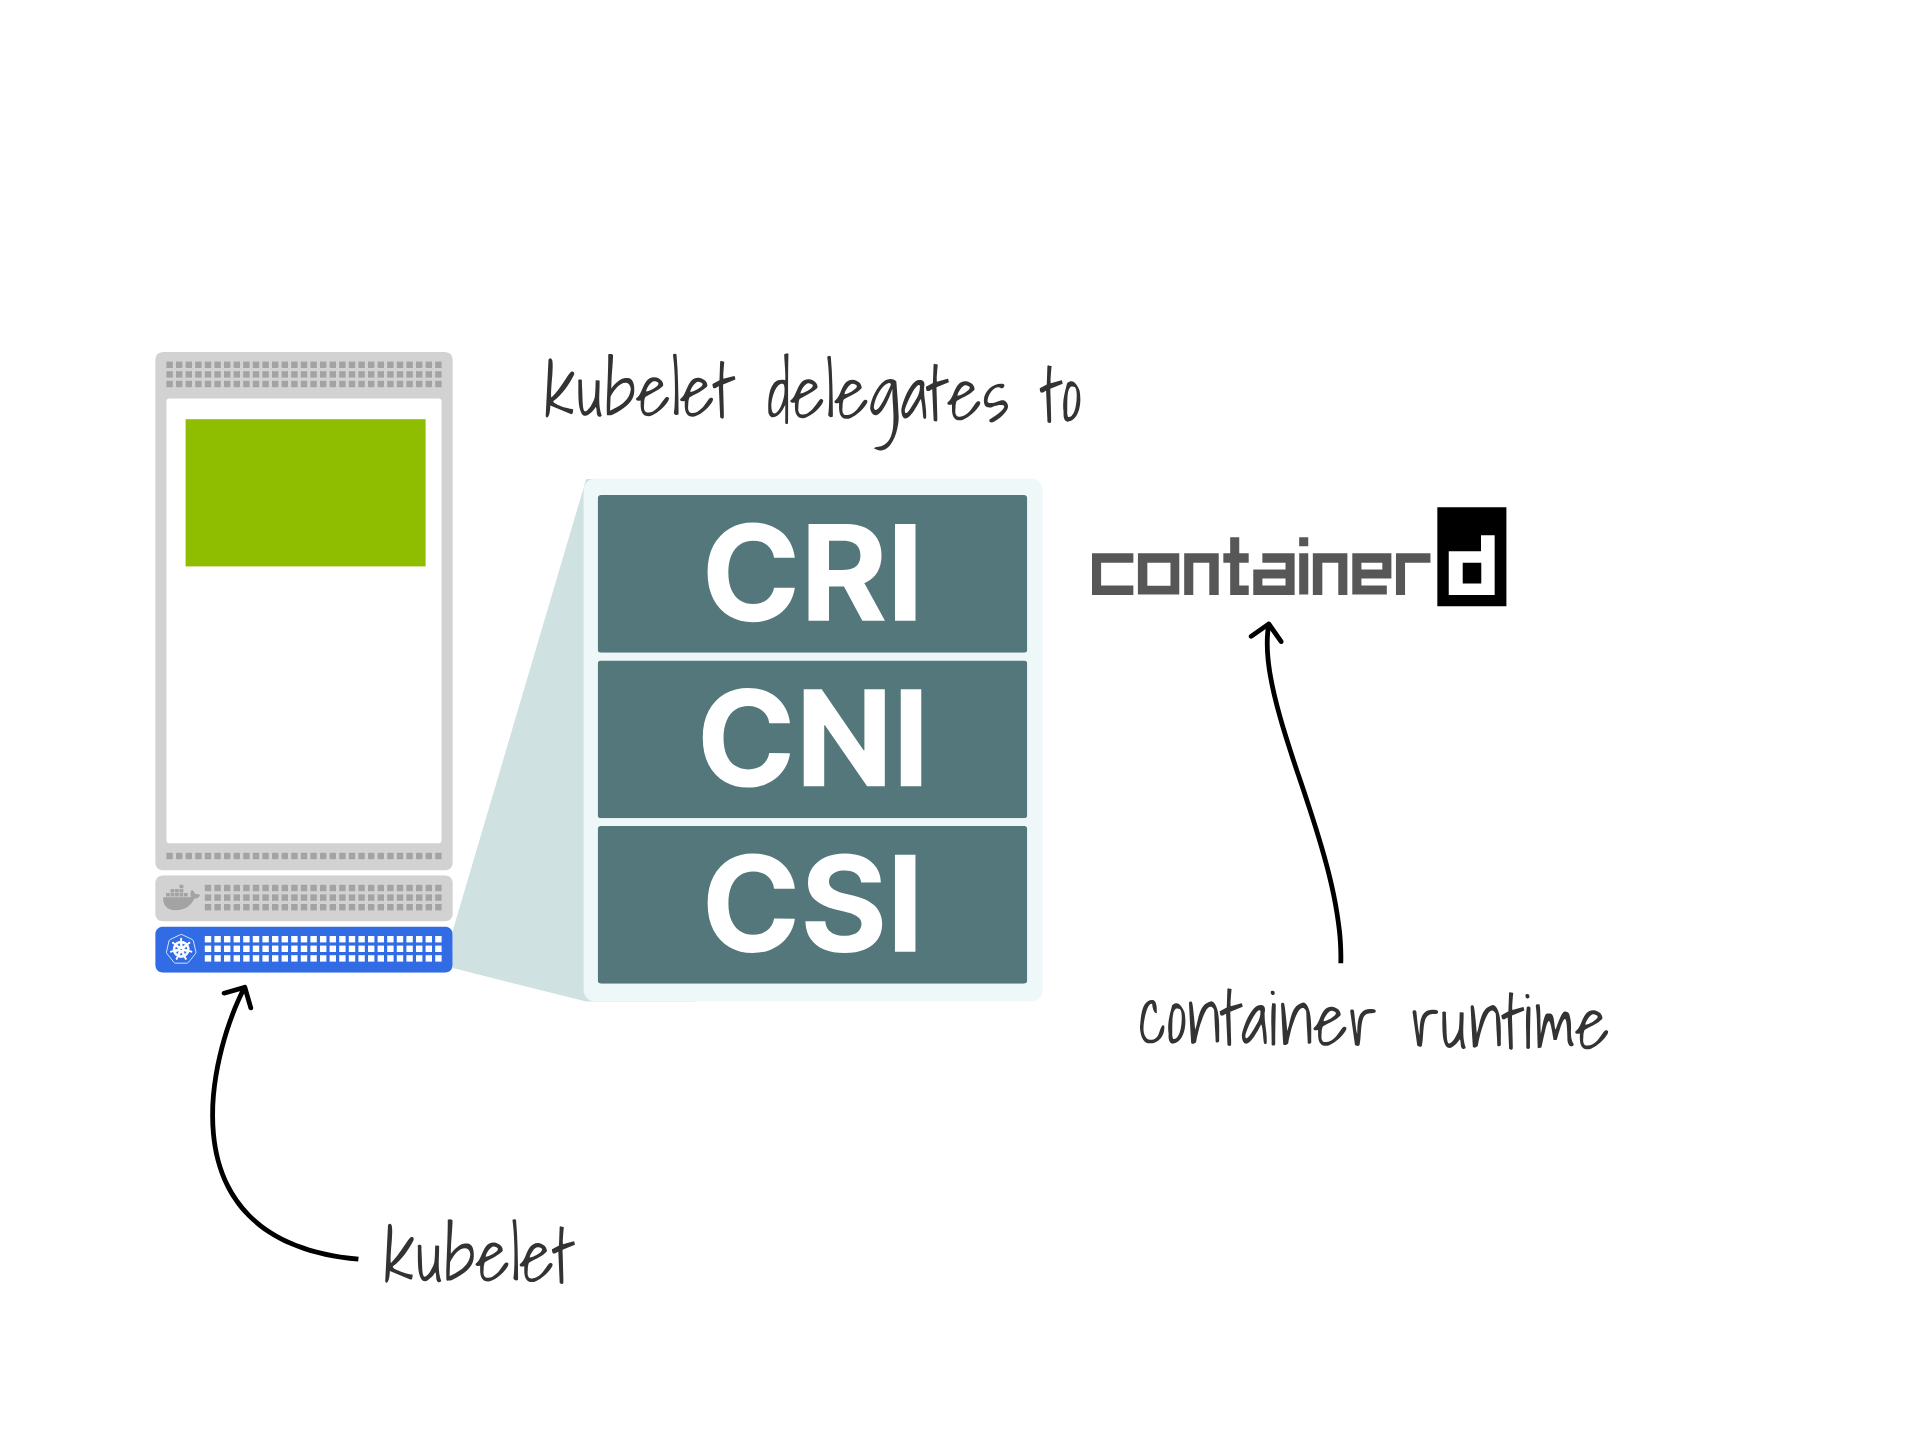 kubelet delegates to
CRI
containerd
CNI
CSI
container runtime
kubelet